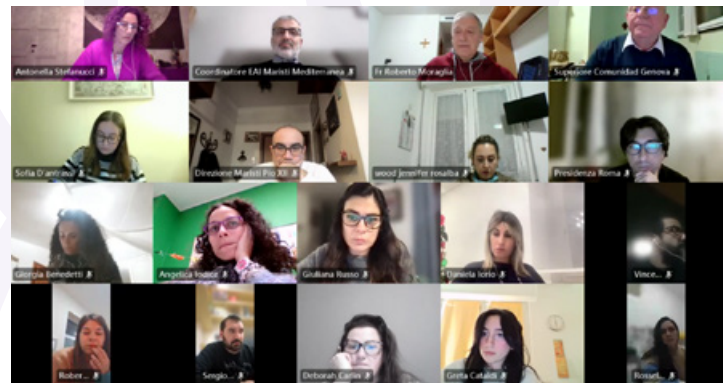 Antonella Stefanucci
Coordinatore EAI Maristi Mediterranea
Fr Roberto Moraglia
Superiore Comunidad Genova
Sofia D'antrassi
Direzione Maristi Pio XII
wood jennifer rosalba
Presidenza Roma
Giorgia Benedetti
Angelica Iodice
Giuliana Russo
Daniela Iorio
Vince...
Rober...
Sergio...
Deborah Carlin
Greta Cataldi
Rossel...